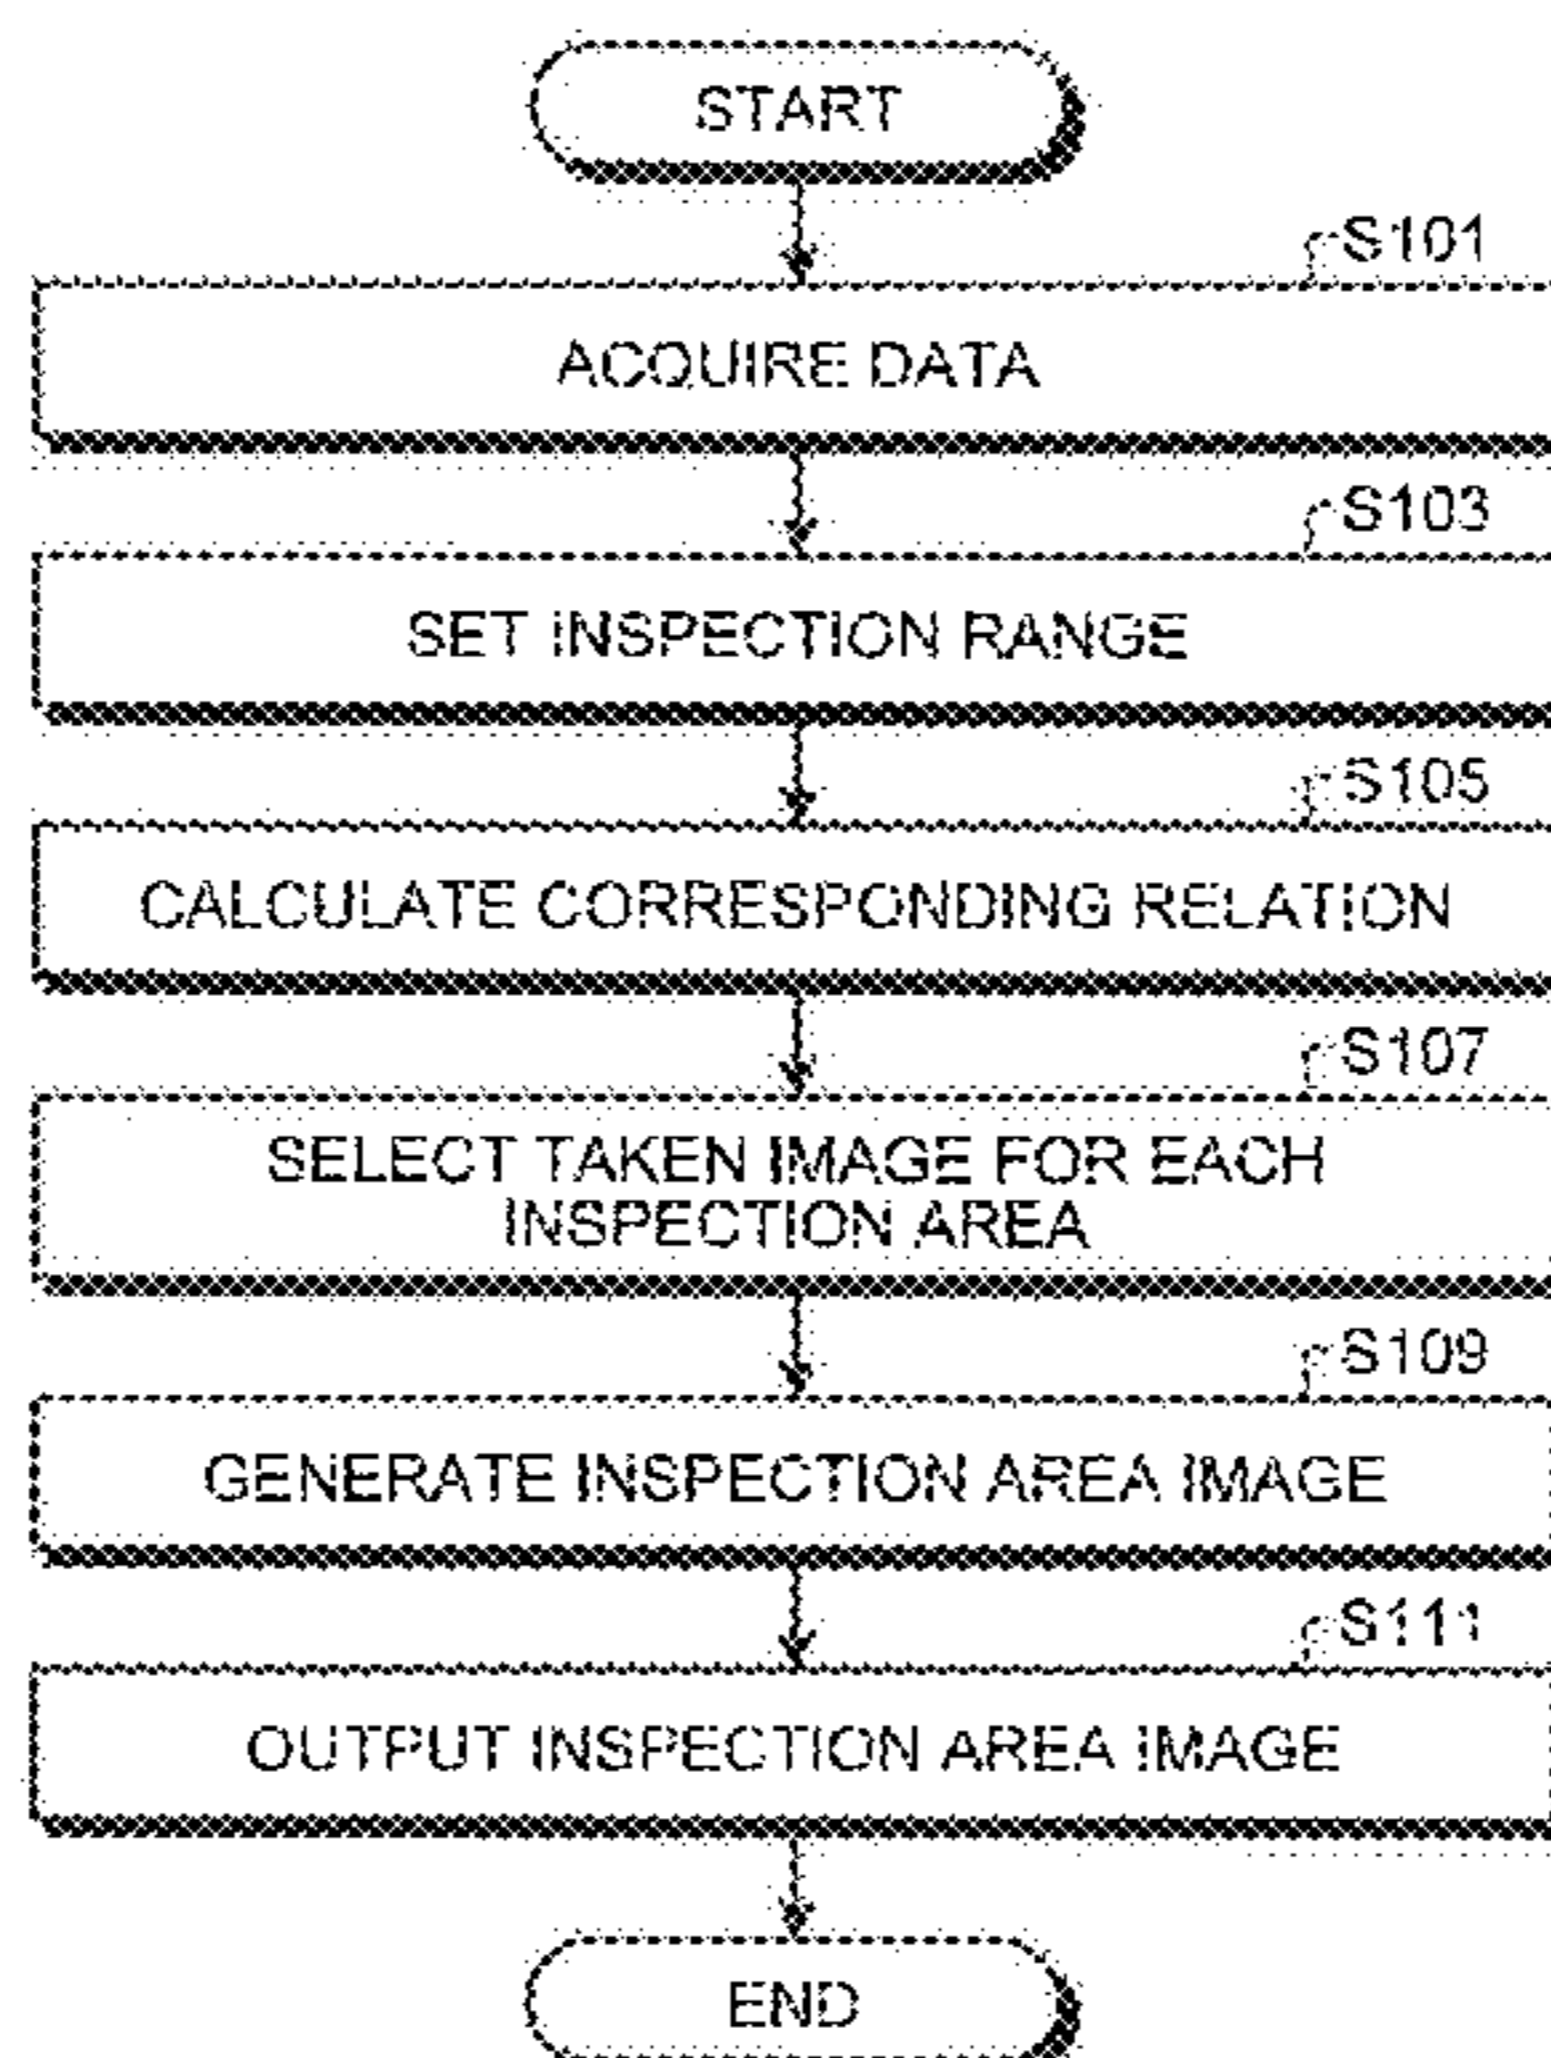 START
S101
ACQUIRE DATA
S103
SET INSPECTION RANGE
S105
CALCULATE CORRESPONDING RELATION
S107
SELECT TAKEN IMAGE FOR EACH
INSPECTION AREA
S109
GENERATE INSPECTION AREA IMAGE
S111
OUTPUT INSPECTION AREA IMAGE
END